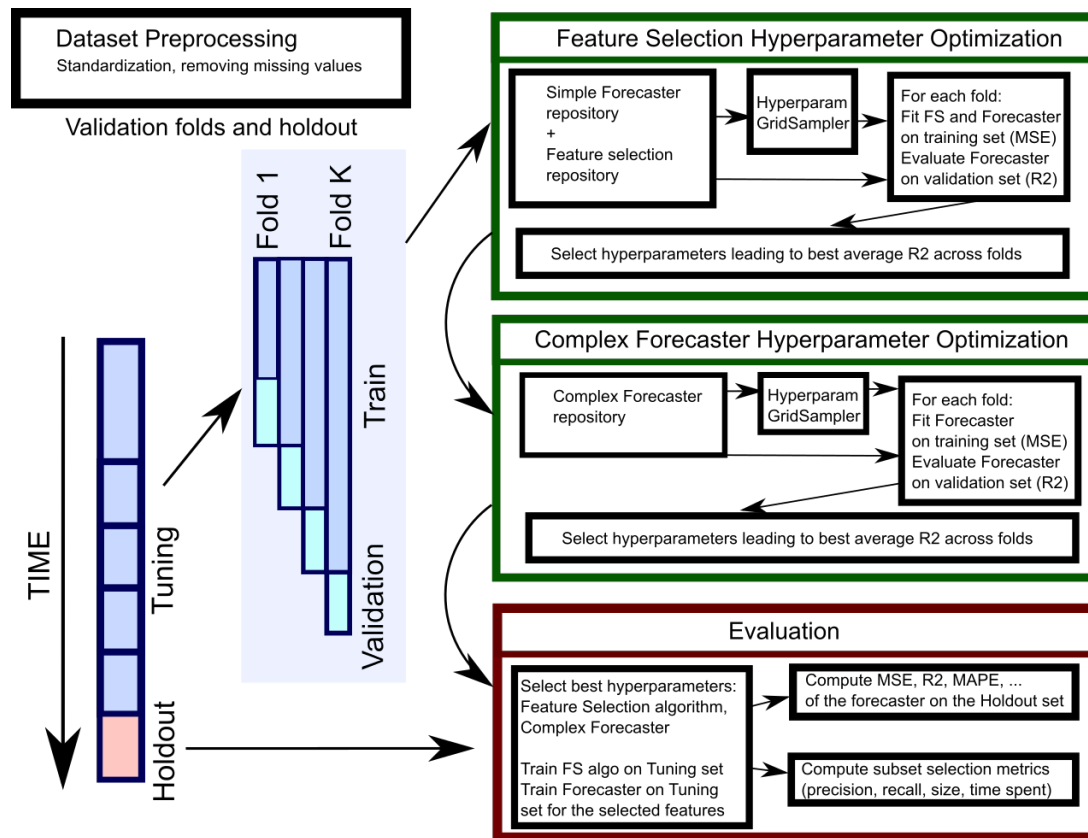 Dataset Preprocessing
Standardization, removing missing values
Validation folds and holdout
Fold 1
Fold K
Train
Validation
TIME
Tuning
Holdout
Feature Selection Hyperparameter Optimization
Simple Forecaster
repository
+
Feature selection
repository
Hyperparam
GridSampler
For each fold:
Fit FS and Forecaster
on training set (MSE)
Evaluate Forecaster
on validation set (R2)
Select hyperparameters leading to best average R2 across folds
Complex Forecaster Hyperparameter Optimization
Complex Forecaster
repository
Hyperparam
GridSampler
For each fold:
Fit Forecaster
on training set (MSE)
Evaluate Forecaster
on validation set (R2)
Select hyperparameters leading to best average R2 across folds
Evaluation
Select best hyperparameters:
Feature Selection algorithm,
Complex Forecaster
Train FS algo on Tuning set
Train Forecaster on Tuning
set for the selected features
Compute MSE, R2, MAPE, ...
of the forecaster on the Holdout set
Compute subset selection metrics
(precision, recall, size, time spent)